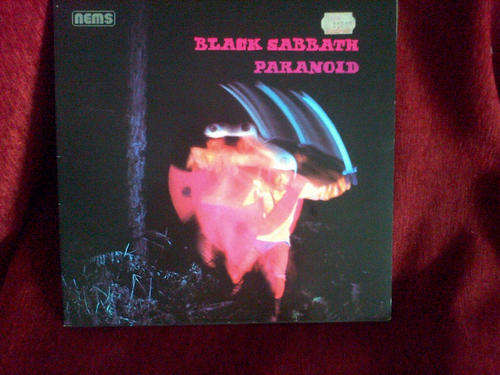 NEMS
BLACK SABBATH
PARANOID